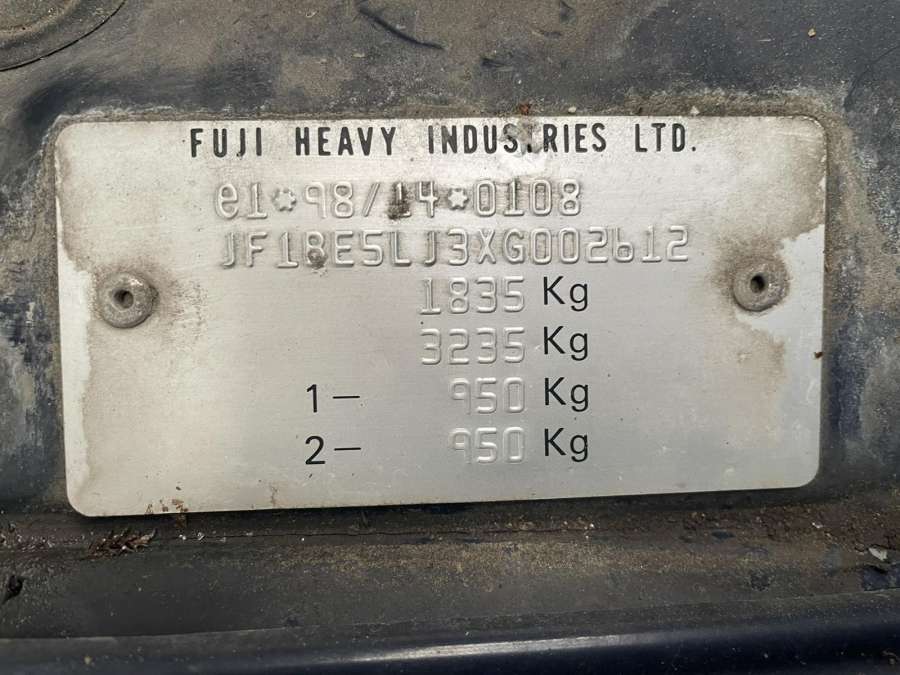 FUJI HEAVY INDUSTRIES LTD.
e1*98/14*0108
JF1BE5LJ3XG002612
1835 Kg
3235 Kg
1- 950 Kg
2- 950 Kg